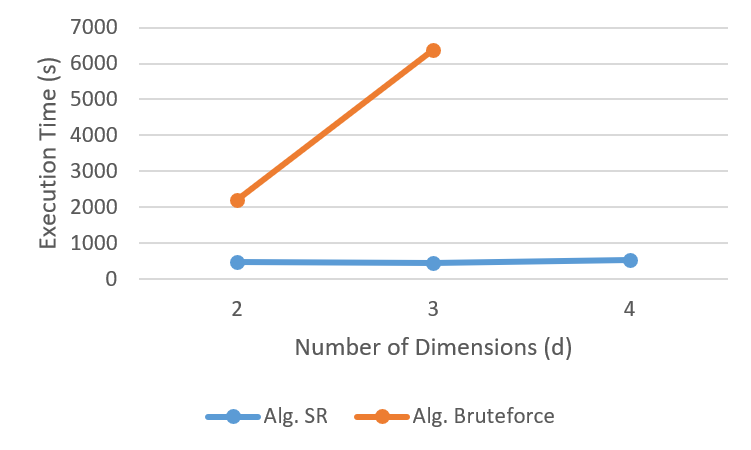 7000
6000
5000
4000
3000
2000
1000
0
Execution Time (s)
2 3 4
Number of Dimensions (d)
Alg. SR Alg. Bruteforce